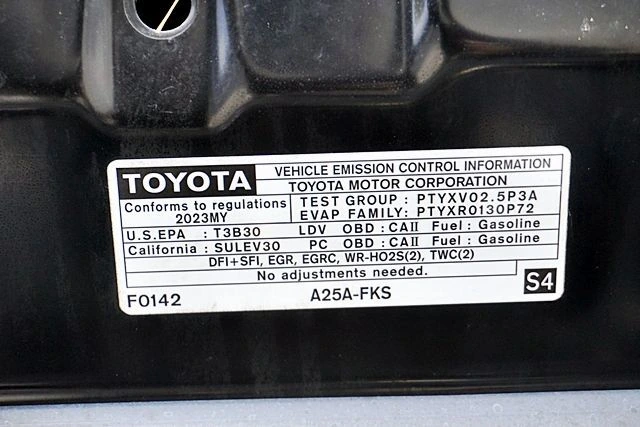 TOYOTA
VEHICLE EMISSION CONTROL INFORMATION
TOYOTA MOTOR CORPORATION
Conforms to regulations
2023MY
TEST GROUP : PTYXV02.5P3A
EVAP FAMILY: PTYXR0130P72
U.S.EPA : T3B30 LDV OBD : CAII Fuel : Gasoline
California : SULEV30 PC OBD : CAII Fuel : Gasoline
DFI+SFI, EGR, EGRC, WR-HO2S(2), TWC(2)
No adjustments needed.
F0142 A25A-FKS S4